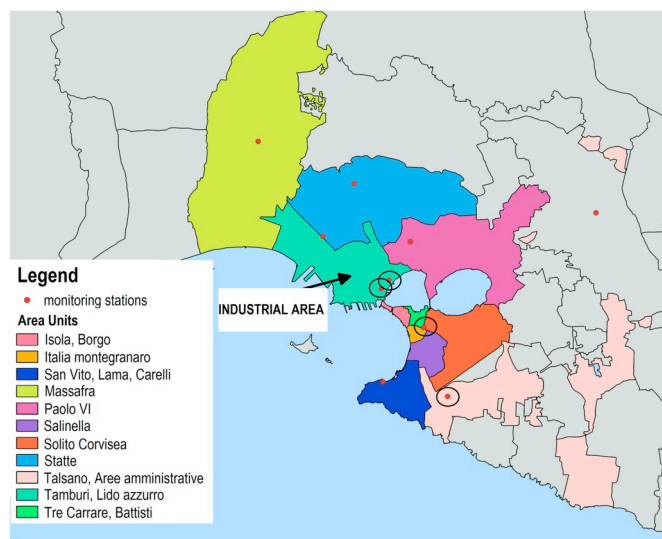 INDUSTRIAL AREA
Legend
monitoring stations
Area Units
Isola, Borgo
Italia montegranaro
San Vito, Lama, Carelli
Massafra
Paolo VI
Salinella
Solito Corvisea
Statte
Talsano, Aree amministrative
Tamburi, Lido azzurro
Tre Carrare, Battisti